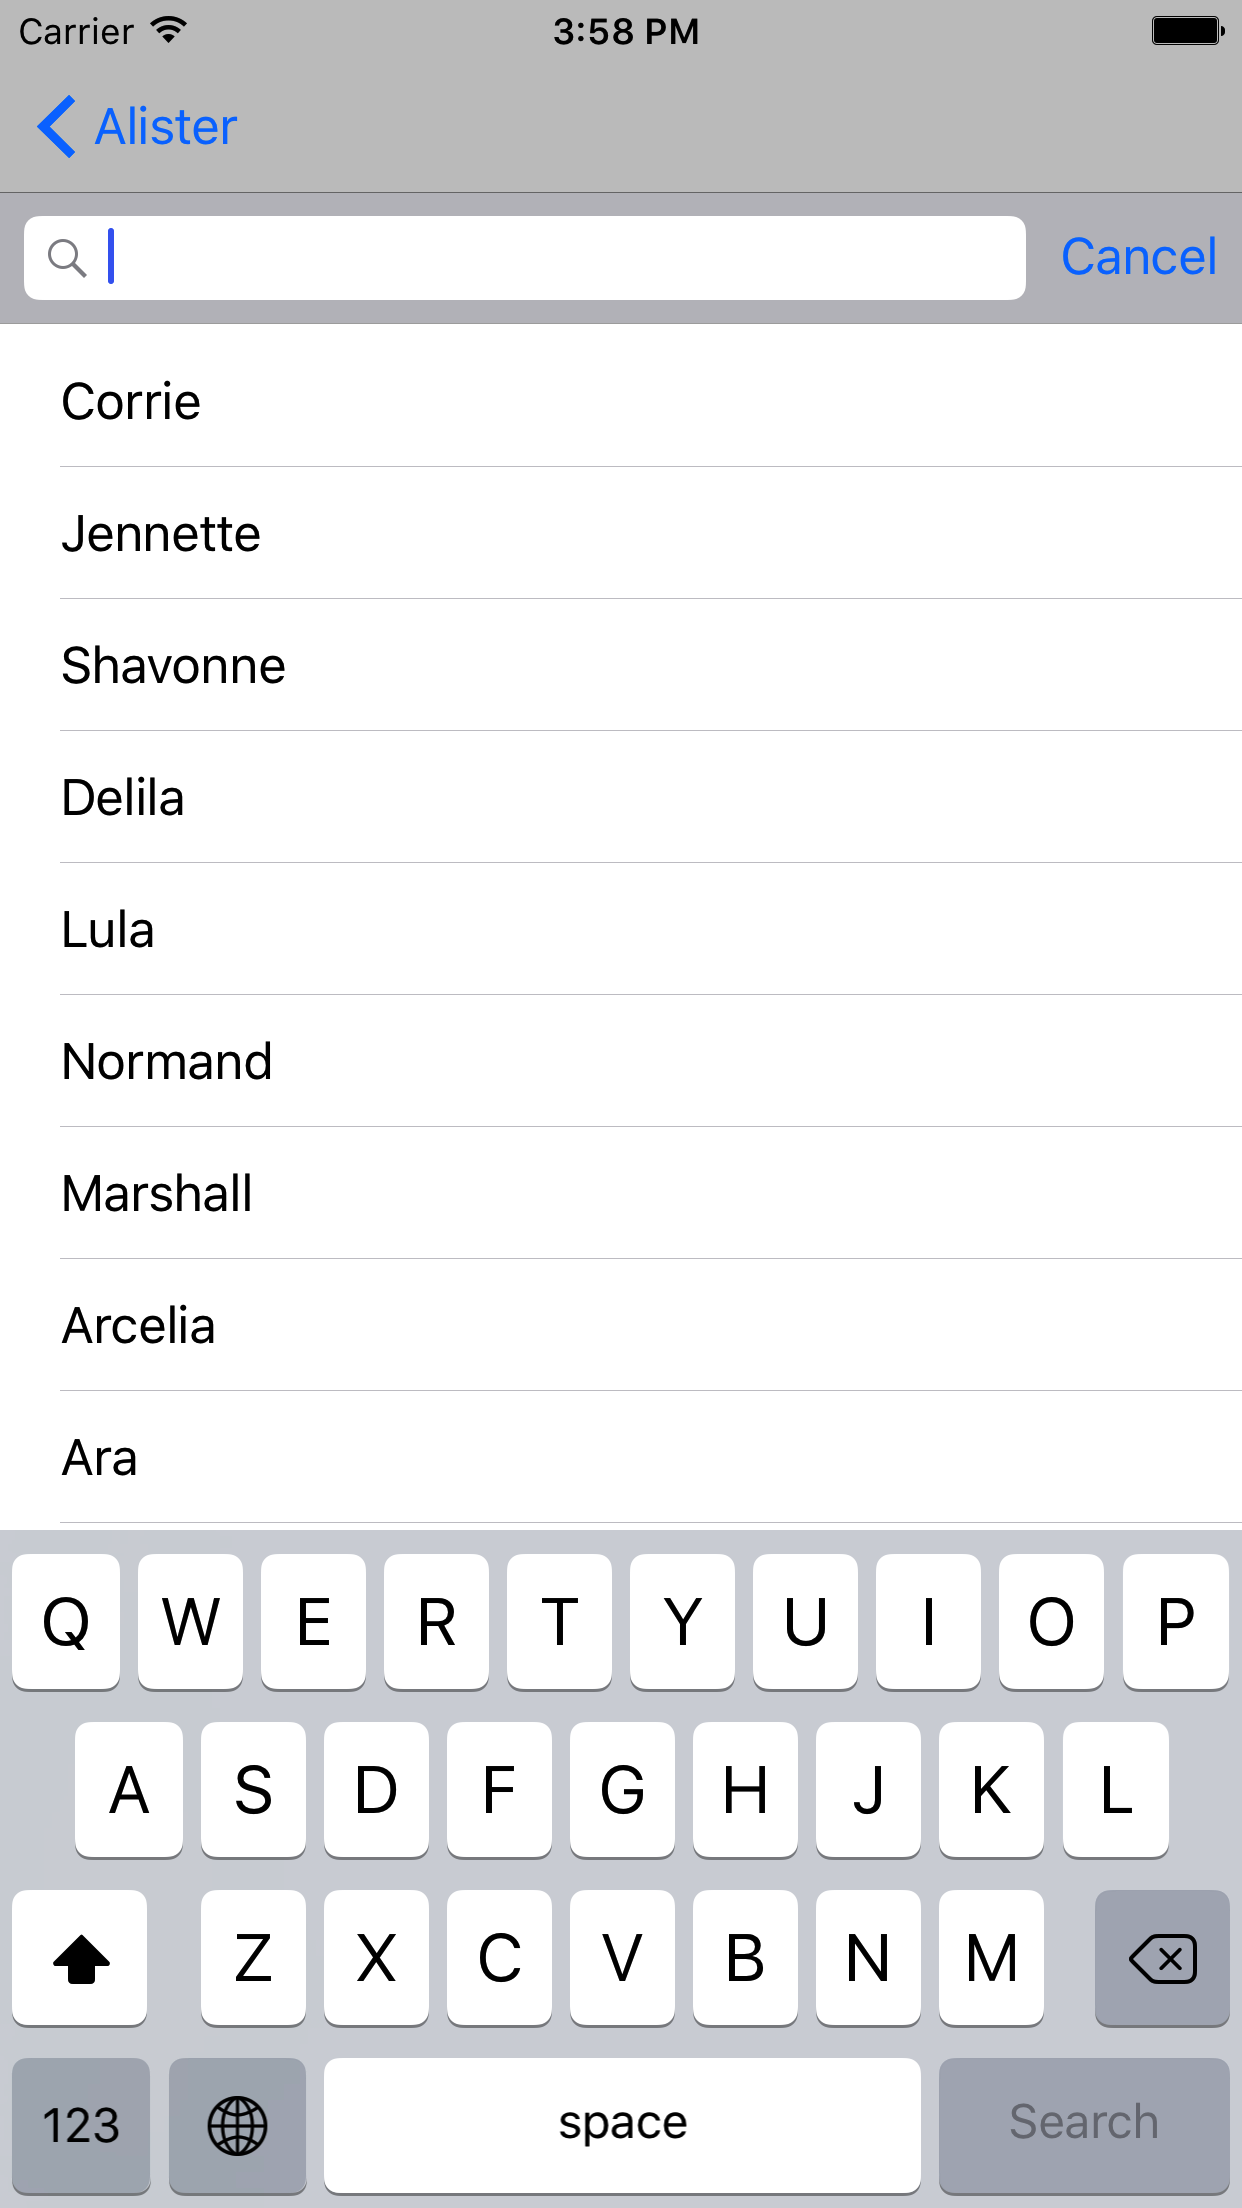 Carrier 3:58 PM
Alister
Cancel
Corrie
Jennette
Shavonne
Delila
Lula
Normand
Marshall
Arcelia
Ara
Q W E R T Y U I O P
A S D F G H J K L
Z X C V B N M
123 space Search